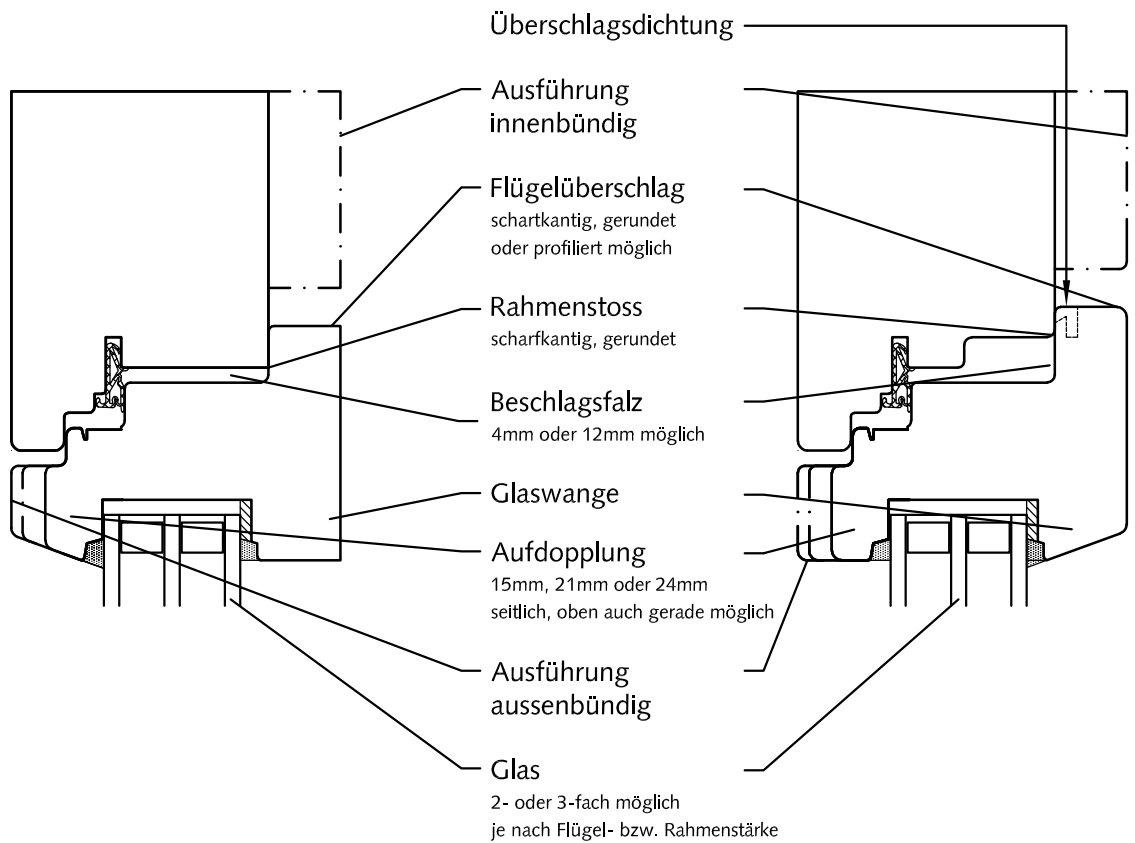 Überschlagsdichtung
Ausführung
innenbündig
Flügelüberschlag
schartkantig, gerundet
oder profiliert möglich
Rahmenstoss
scharfkantig, gerundet
Beschlagsfalz
4mm oder 12mm möglich
Glaswange
Aufdopplung
15mm, 21mm oder 24mm
seitlich, oben auch gerade möglich
Ausführung
aussenbündig
Glas
2- oder 3-fach möglich
je nach Flügel- bzw. Rahmenstärke